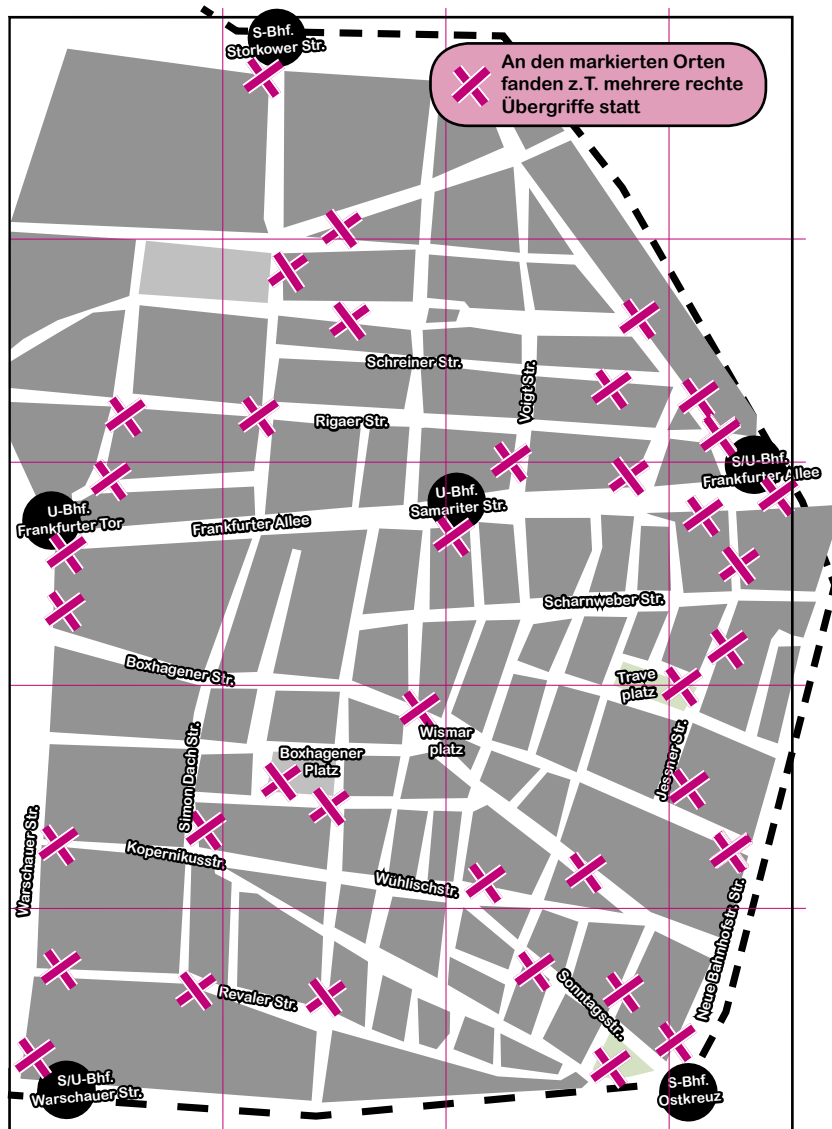 S-Bhf.
Storkower Str.
An den markierten Orten
fanden z.T. mehrere rechte
Übergriffe statt
Schreiner Str.
Voigt Str.
Rigaer Str.
S/U-Bhf.
Frankfurter Allee
U-Bhf.
Samariter Str.
U-Bhf.
Frankfurter Tor
Frankfurter Allee
Scharnweber Str.
Boxhagener Str.
Trave
platz
Wismar
platz
Boxhagener
Platz
Simon Dach Str.
Jessner Str.
Warschauer Str.
Kopernikusstr.
Wühlischstr.
Neue Bahnhofstr. Str.
Revaler Str.
Sonntagsstr.
S/U-Bhf.
Warschauer Str.
S-Bhf.
Ostkreuz